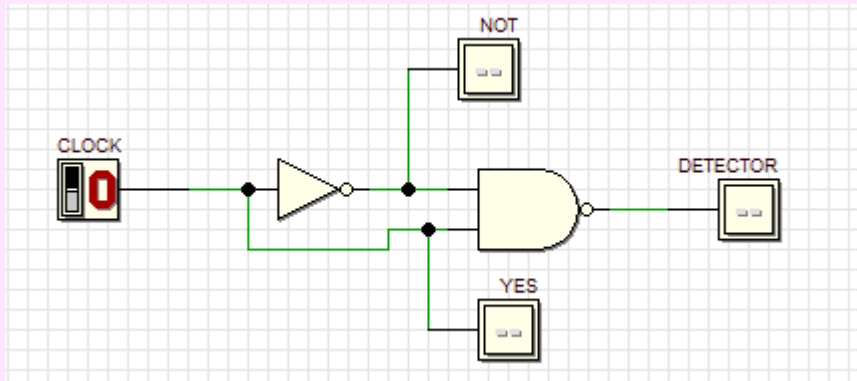 NOT
CLOCK
0
DETECTOR
--
--
YES
--